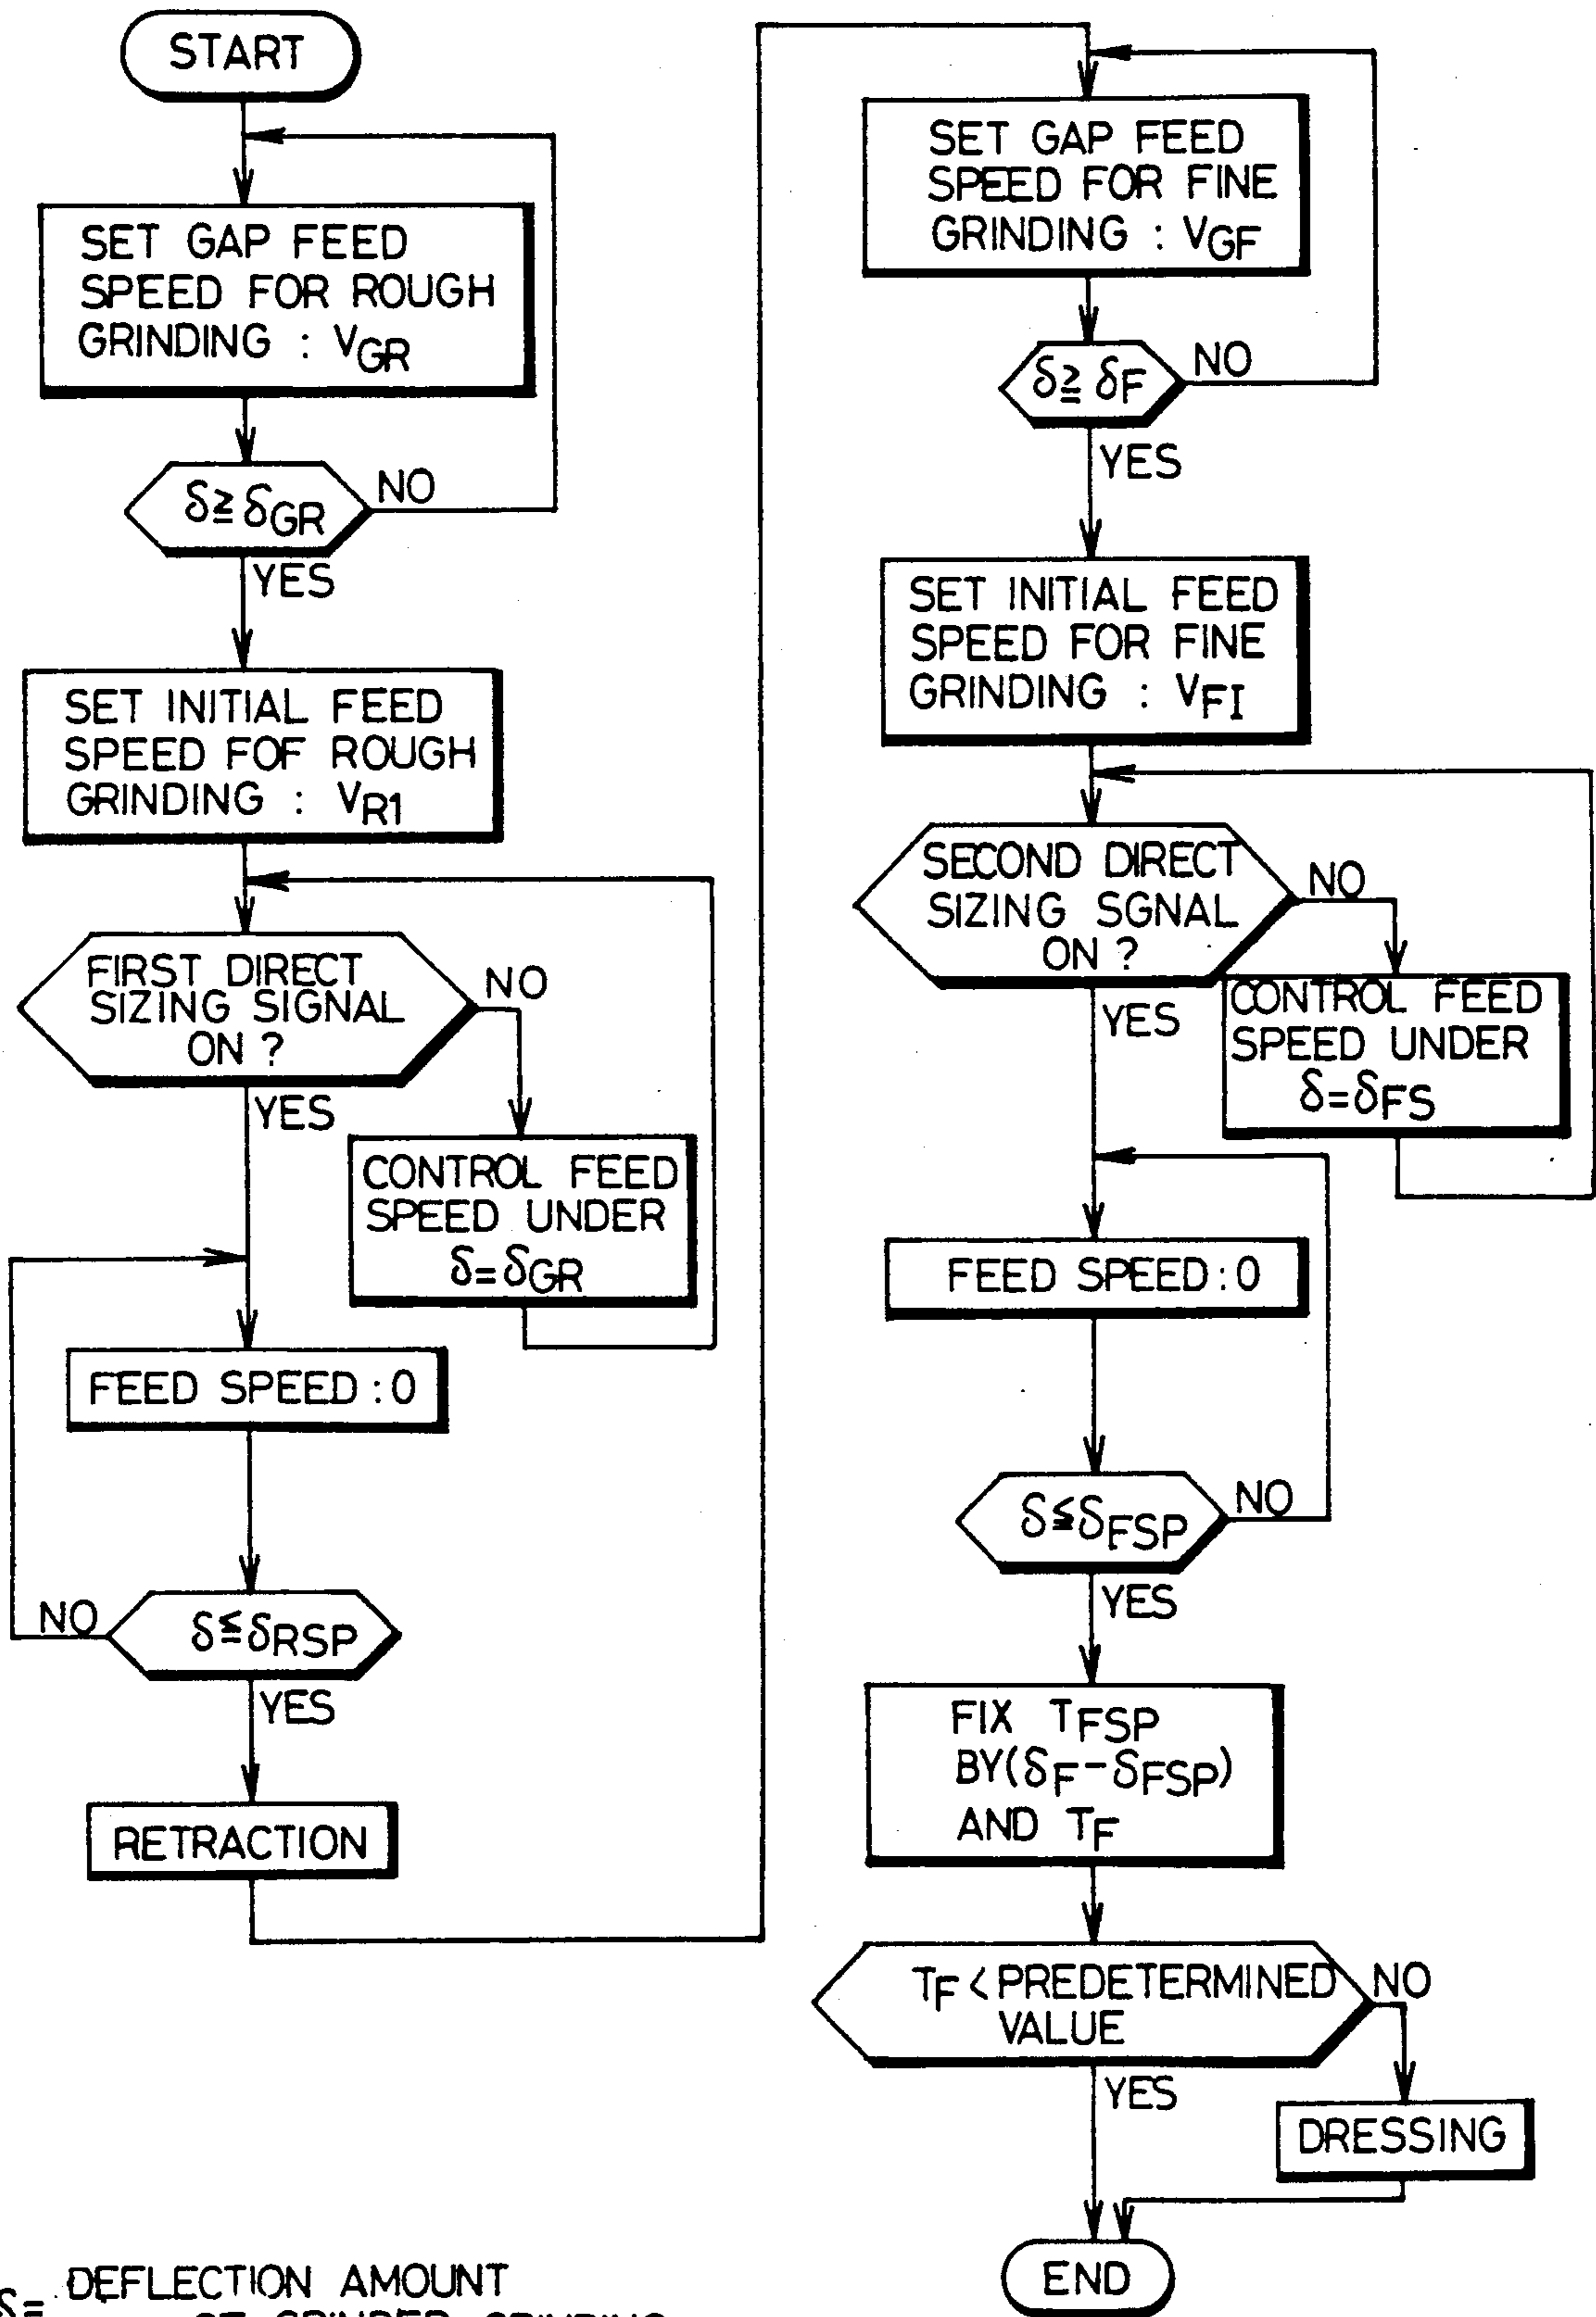 START
SET GAP FEED
SPEED FOR ROUGH
GRINDING : VGR
δ≧δGR
NO
YES
SET INITIAL FEED
SPEED FOF ROUGH
GRINDING : VR1
FIRST DIRECT
SIZING SIGNAL
ON ?
NO
YES
CONTROL FEED
SPEED UNDER
δ=δGR
FEED SPEED : 0
δ≦δRSP
NO
YES
RETRACTION
SET GAP FEED
SPEED FOR FINE
GRINDING : VGF
δ≧δF
NO
YES
SET INITIAL FEED
SPEED FOR FINE
GRINDING : VFI
SECOND DIRECT
SIZING SGNAL
ON ?
NO
YES
CONTROL FEED
SPEED UNDER
δ=δFS
FEED SPEED : 0
δ≦δFSP
NO
YES
FIX TFSP
BY(δF-δFSP)
AND TF
TF < PREDETERMINED
VALUE
NO
YES
DRESSING
END
δ= DEFLECTION AMOUNT
GRINDER GRINDING